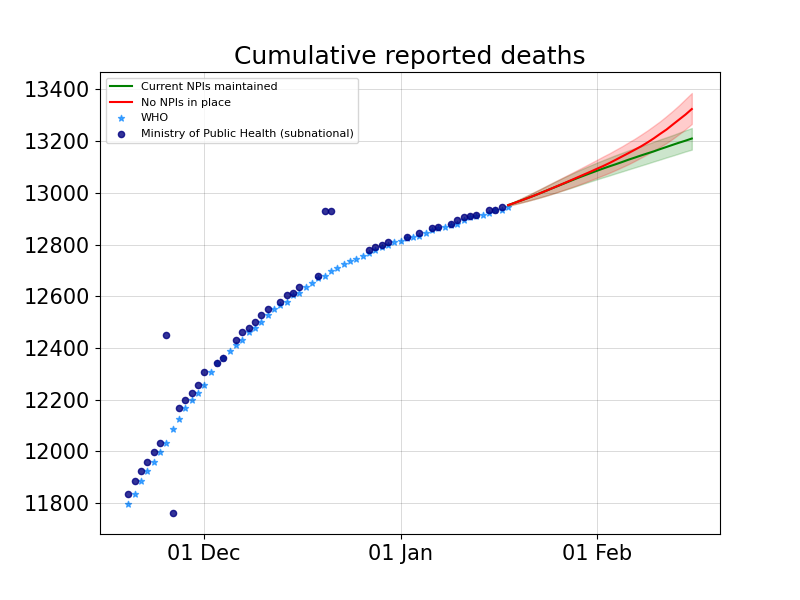 Cumulative reported deaths
Current NPIs maintained
No NPIs in place
WHO
Ministry of Public Health (subnational)
13400
13200
13000
12800
12600
12400
12200
12000
11800
01 Dec
01 Jan
01 Feb